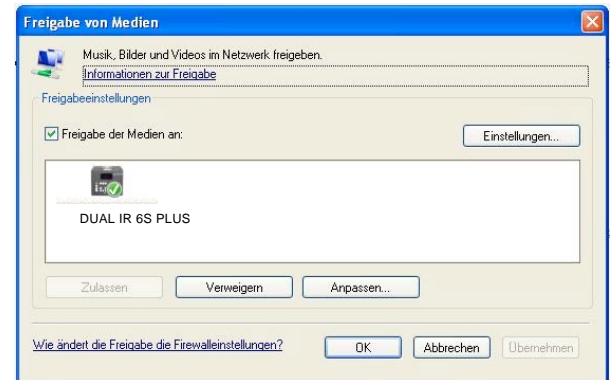 Freigabe von Medien
Musik, Bilder und Videos im Netzwerk freigeben.
Informationen zur Freigabe
Freigabeeinstellungen
Freigabe der Medien an:
Einstellungen...
DUAL IR 6S PLUS
Zulassen
Verweigern
Anpassen...
Wie ändert die Freigabe die Firewalleinstellungen?
OK
Abbrechen
Übernehmen